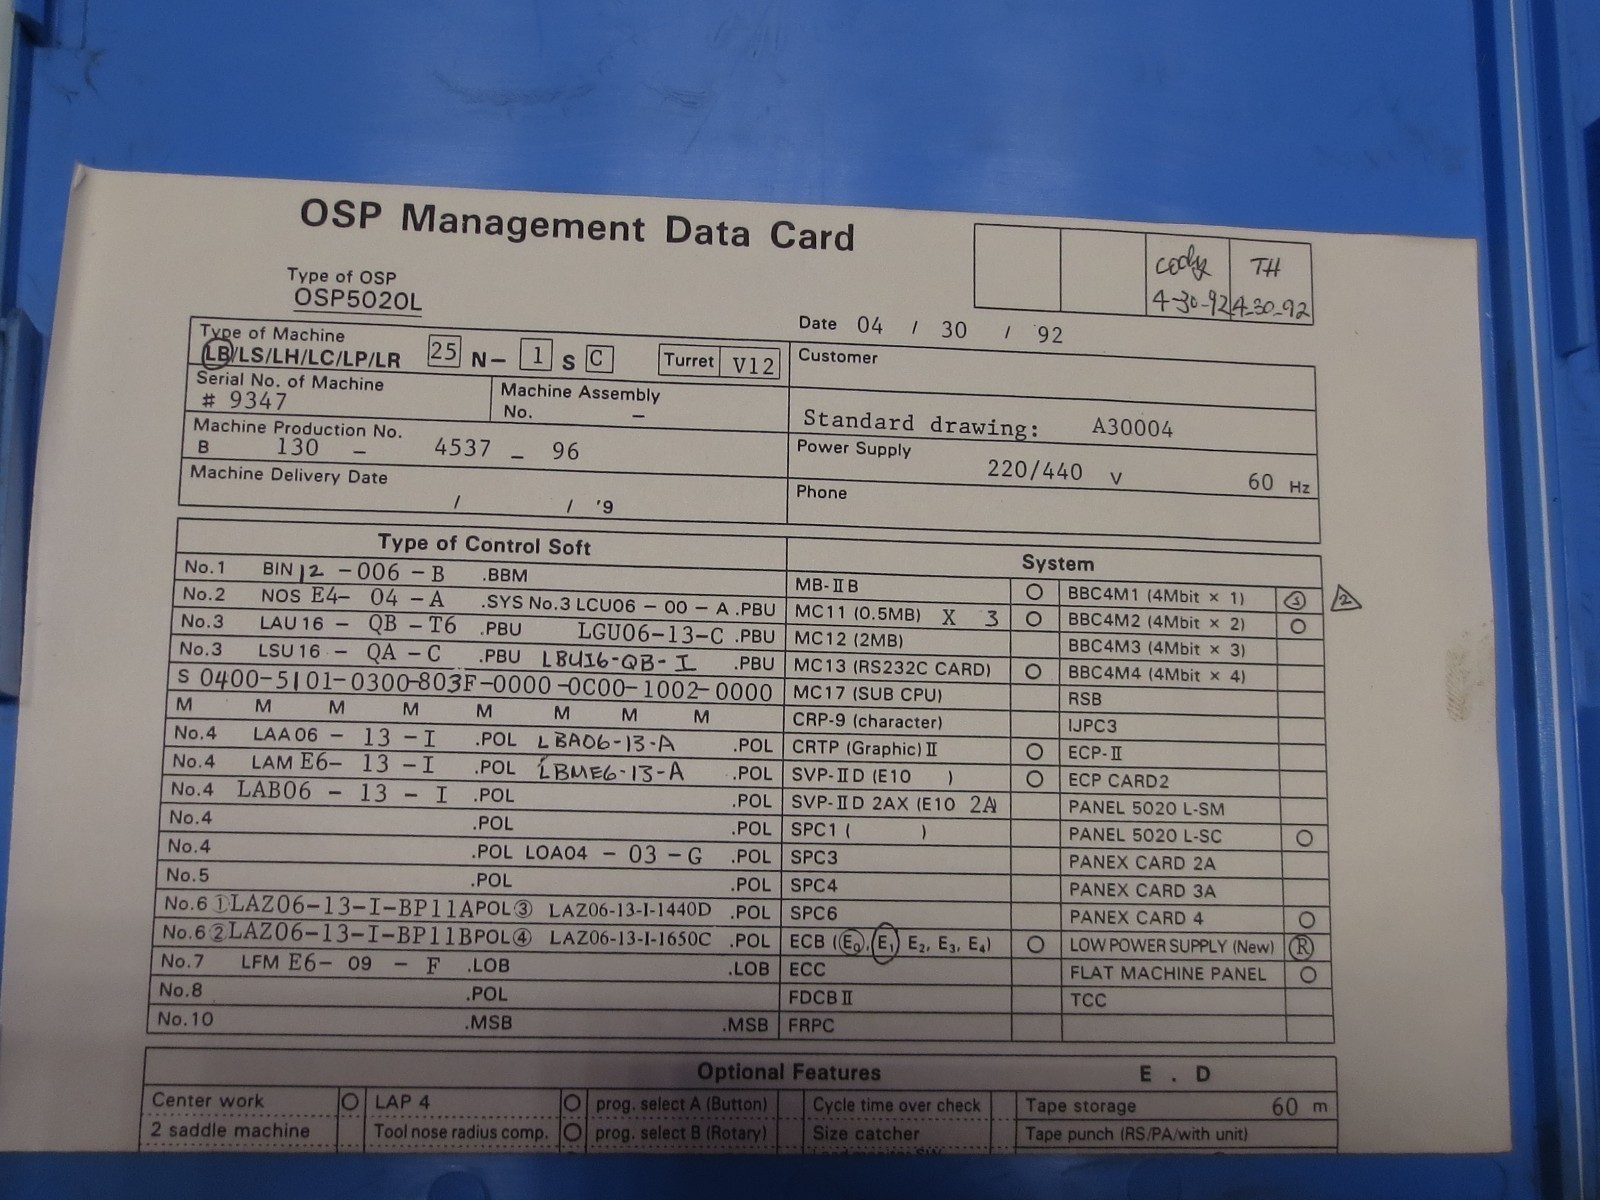 OSP Management Data Card
cody TH
4-30-92 4-30-92
Type of OSP
OSP5020L
Date 04 / 30 / 92
Type of Machine
LB/LS/LH/LC/LP/LR 25 N- 1 S C Turret V12
Customer
Serial No. of Machine
# 9347
Machine Assembly
No. -
Standard drawing: A30004
Machine Production No.
B 130 - 4537 - 96
Power Supply
220/440 V 60 Hz
Machine Delivery Date
/ / '9
Phone
Type of Control Soft
System
No.1 BIN 12 -006 -B .BBM
MB-ⅡB ○ BBC4M1 (4Mbit × 1)
No.2 NOS E4- 04 -A .SYS No.3 LCU06 - 00 - A .PBU
MC11 (0.5MB) X 3 ○ BBC4M2 (4Mbit × 2) ○
No.3 LAU16 - QB -T6 .PBU LGU06-13-C .PBU
MC12 (2MB) BBC4M3 (4Mbit × 3)
No.3 LSU16 - QA -C .PBU LBU16-QB-I .PBU
MC13 (RS232C CARD) ○ BBC4M4 (4Mbit × 4)
S 0400-5101-0300-803F-0000-0C00-1002-0000
MC17 (SUB CPU) RSB
M M M M M M M M
CRP-9 (character) IJPC3
No.4 LAA06 - 13 -I .POL LBA06-13-A .POL
CRTP (Graphic)Ⅱ ○ ECP-Ⅱ
No.4 LAM E6- 13 -I .POL LBME6-13-A .POL
SVP-ⅡD (E10 ) ○ ECP CARD2
No.4 LAB06 - 13 - I .POL .POL
SVP-ⅡD 2AX (E10 2A PANEL 5020 L-SM
No.4 .POL .POL
SPC1 ( ) PANEL 5020 L-SC ○
No.4 .POL LOA04 - 03 -G .POL
SPC3 PANEX CARD 2A
No.5 .POL .POL
SPC4 PANEX CARD 3A
No.6 ①LAZ06-13-I-BP11APOL③ LAZ06-13-I-1440D .POL
SPC6 PANEX CARD 4 ○
No.6 ②LAZ06-13-I-BP11BPOL④ LAZ06-13-I-1650C .POL
ECB (E0, E1 E2, E3, E4) ○ LOW POWER SUPPLY (New) Ⓡ
No.7 LFM E6- 09 - F .LOB .LOB
ECC FLAT MACHINE PANEL ○
No.8 .POL
FDCBⅡ TCC
No.10 .MSB .MSB
FRPC
Optional Features E . D
Center work ○ LAP 4 ○ prog. select A (Button) Cycle time over check Tape storage 60 m
2 saddle machine Tool nose radius comp. ○ prog. select B (Rotary) Size catcher Tape punch (RS/PA/with unit)